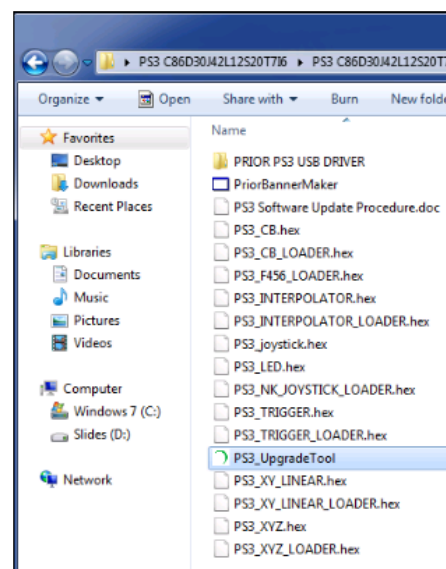 PS3 C86D30J42L12S20T7I6 ▸ PS3 C86D30J42L12S20T7
Organize Open Share with Burn New folde
Name
Favorites
Desktop
Downloads
Recent Places
Libraries
Documents
Music
Pictures
Videos
Computer
Windows 7 (C:)
Slides (D:)
Network
PRIOR PS3 USB DRIVER
PriorBannerMaker
PS3 Software Update Procedure.doc
PS3_CB.hex
PS3_CB_LOADER.hex
PS3_F456_LOADER.hex
PS3_INTERPOLATOR.hex
PS3_INTERPOLATOR_LOADER.hex
PS3_joystick.hex
PS3_LED.hex
PS3_NK_JOYSTICK_LOADER.hex
PS3_TRIGGER.hex
PS3_TRIGGER_LOADER.hex
PS3_UpgradeTool
PS3_XY_LINEAR.hex
PS3_XY_LINEAR_LOADER.hex
PS3_XYZ.hex
PS3_XYZ_LOADER.hex